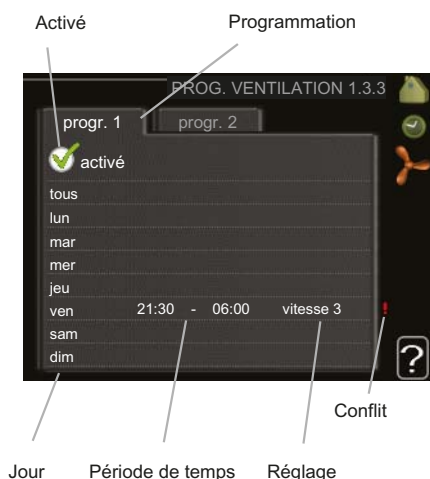 Activé Programmation
PROG. VENTILATION 1.3.3
progr. 1 progr. 2
activé
tous
lun
mar
mer
jeu
ven 21:30 - 06:00 vitesse 3 !
sam
dim
?
Conflit
Jour Période de temps Réglage